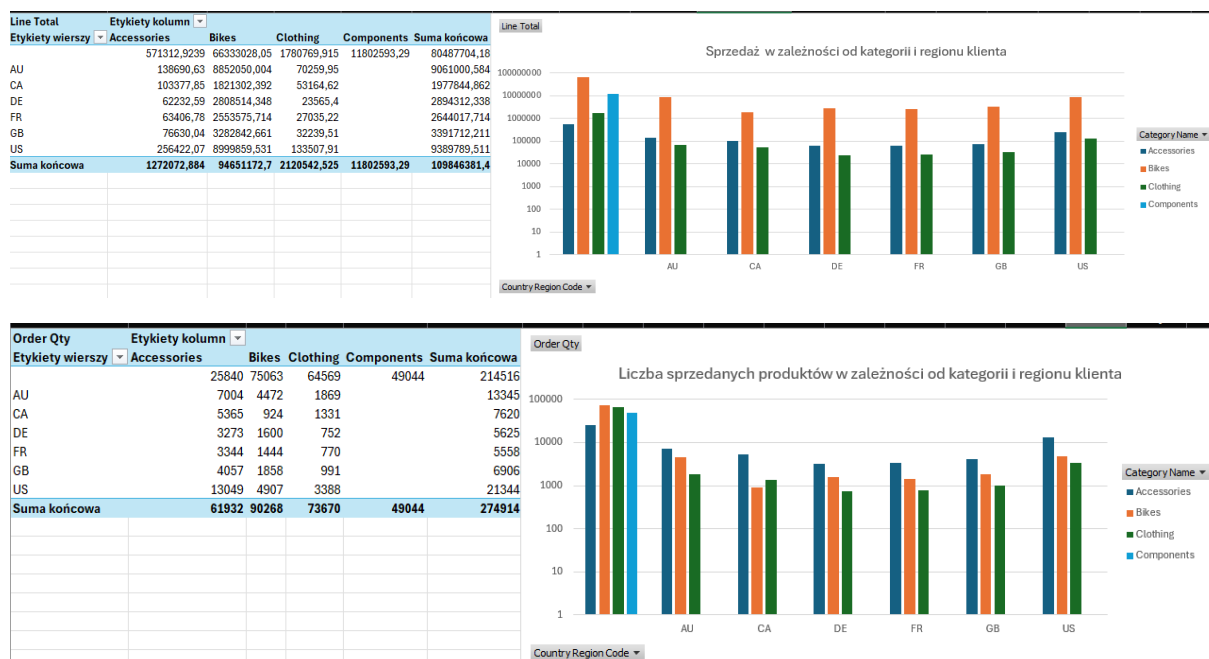 Line Total Etykiety kolumn
Etykiety wierszy Accessories Bikes Clothing Components Suma końcowa
571312,9239 66333028,05 1780769,915 11802593,29 80487704,18
AU 138690,63 8852050,004 70259,95 9061000,584
CA 103377,85 1821302,392 53164,62 1977844,862
DE 62232,59 2808514,348 23565,4 2894312,338
FR 63406,78 2553575,714 27035,22 2644017,714
GB 76630,04 3282842,661 32239,51 3391712,211
US 256422,07 8999859,531 133507,91 9389789,511
Suma końcowa 1272072,884 94651172,7 2120542,525 11802593,29 109846381,4
Line Total
Sprzedaż w zależności od kategorii i regionu klienta
100000000
10000000
1000000
100000
10000
1000
100
10
1
AU CA DE FR GB US
Category Name
Accessories
Bikes
Clothing
Components
Country Region Code
Order Qty Etykiety kolumn
Etykiety wierszy Accessories Bikes Clothing Components Suma końcowa
25840 75063 64569 49044 214516
AU 7004 4472 1869 13345
CA 5365 924 1331 7620
DE 3273 1600 752 5625
FR 3344 1444 770 5558
GB 4057 1858 991 6906
US 13049 4907 3388 21344
Suma końcowa 61932 90268 73670 49044 274914
Order Qty
Liczba sprzedanych produktów w zależności od kategorii i regionu klienta
100000
10000
1000
100
10
1
AU CA DE FR GB US
Category Name
Accessories
Bikes
Clothing
Components
Country Region Code